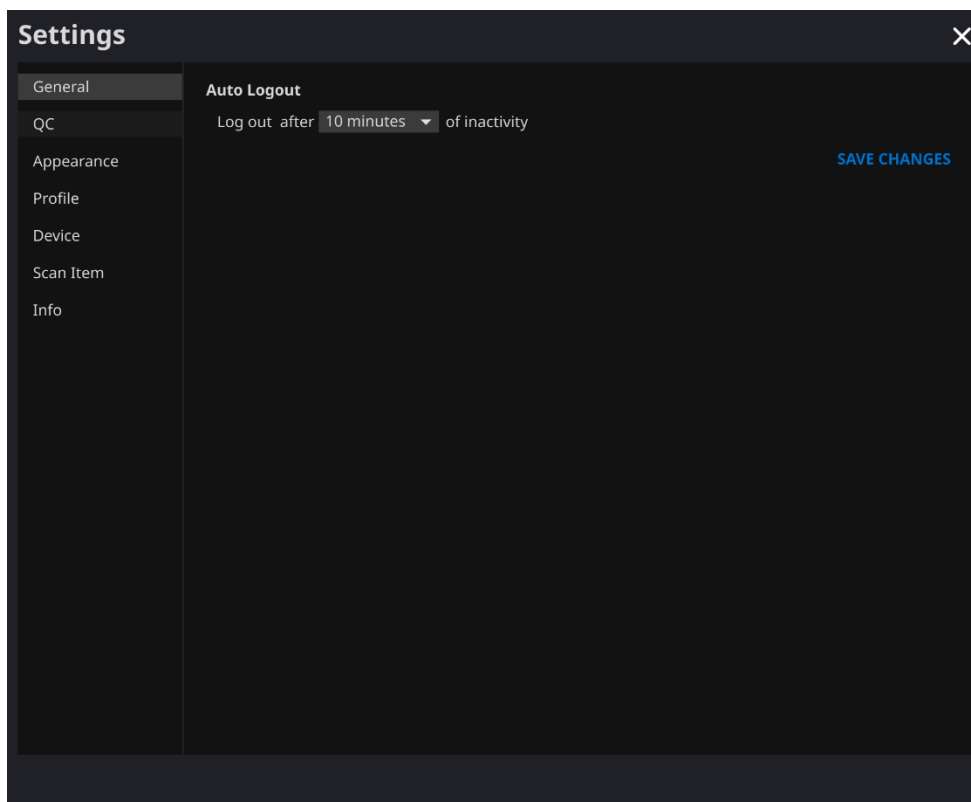 Settings
General
QC
Appearance
Profile
Device
Scan Item
Info
Auto Logout
Log out after 10 minutes of inactivity
SAVE CHANGES